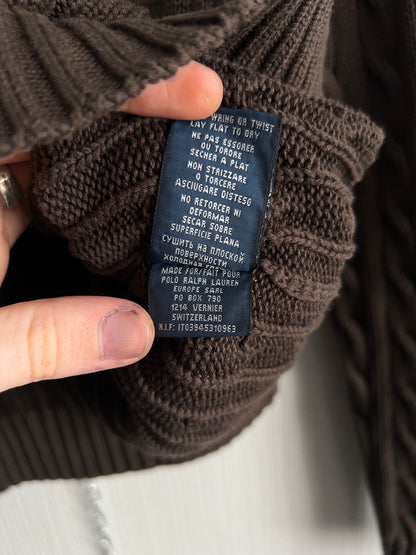 WRING OR TWIST
LAY FLAT TO DRY
NE PAS ESSORER
OU TORDRE
SECHER A PLAT
NON STRIZZARE
O TORCERE
ASCIUGARE DISTESO
NO RETORCER NI
DEFORMAR
SECAR SOBRE
SUPERFICIE PLANA
СУШИТЬ НА ПЛОСКОЙ
ПОВЕРХНОСТИ
ХОЛОДНАЯ
MADE FOR/FAIT POUR
POLO RALPH LAUREN
EUROPE SARL
PO BOX 790
1214 VERNIER
SWITZERLAND
N.I.F: IT03945310963